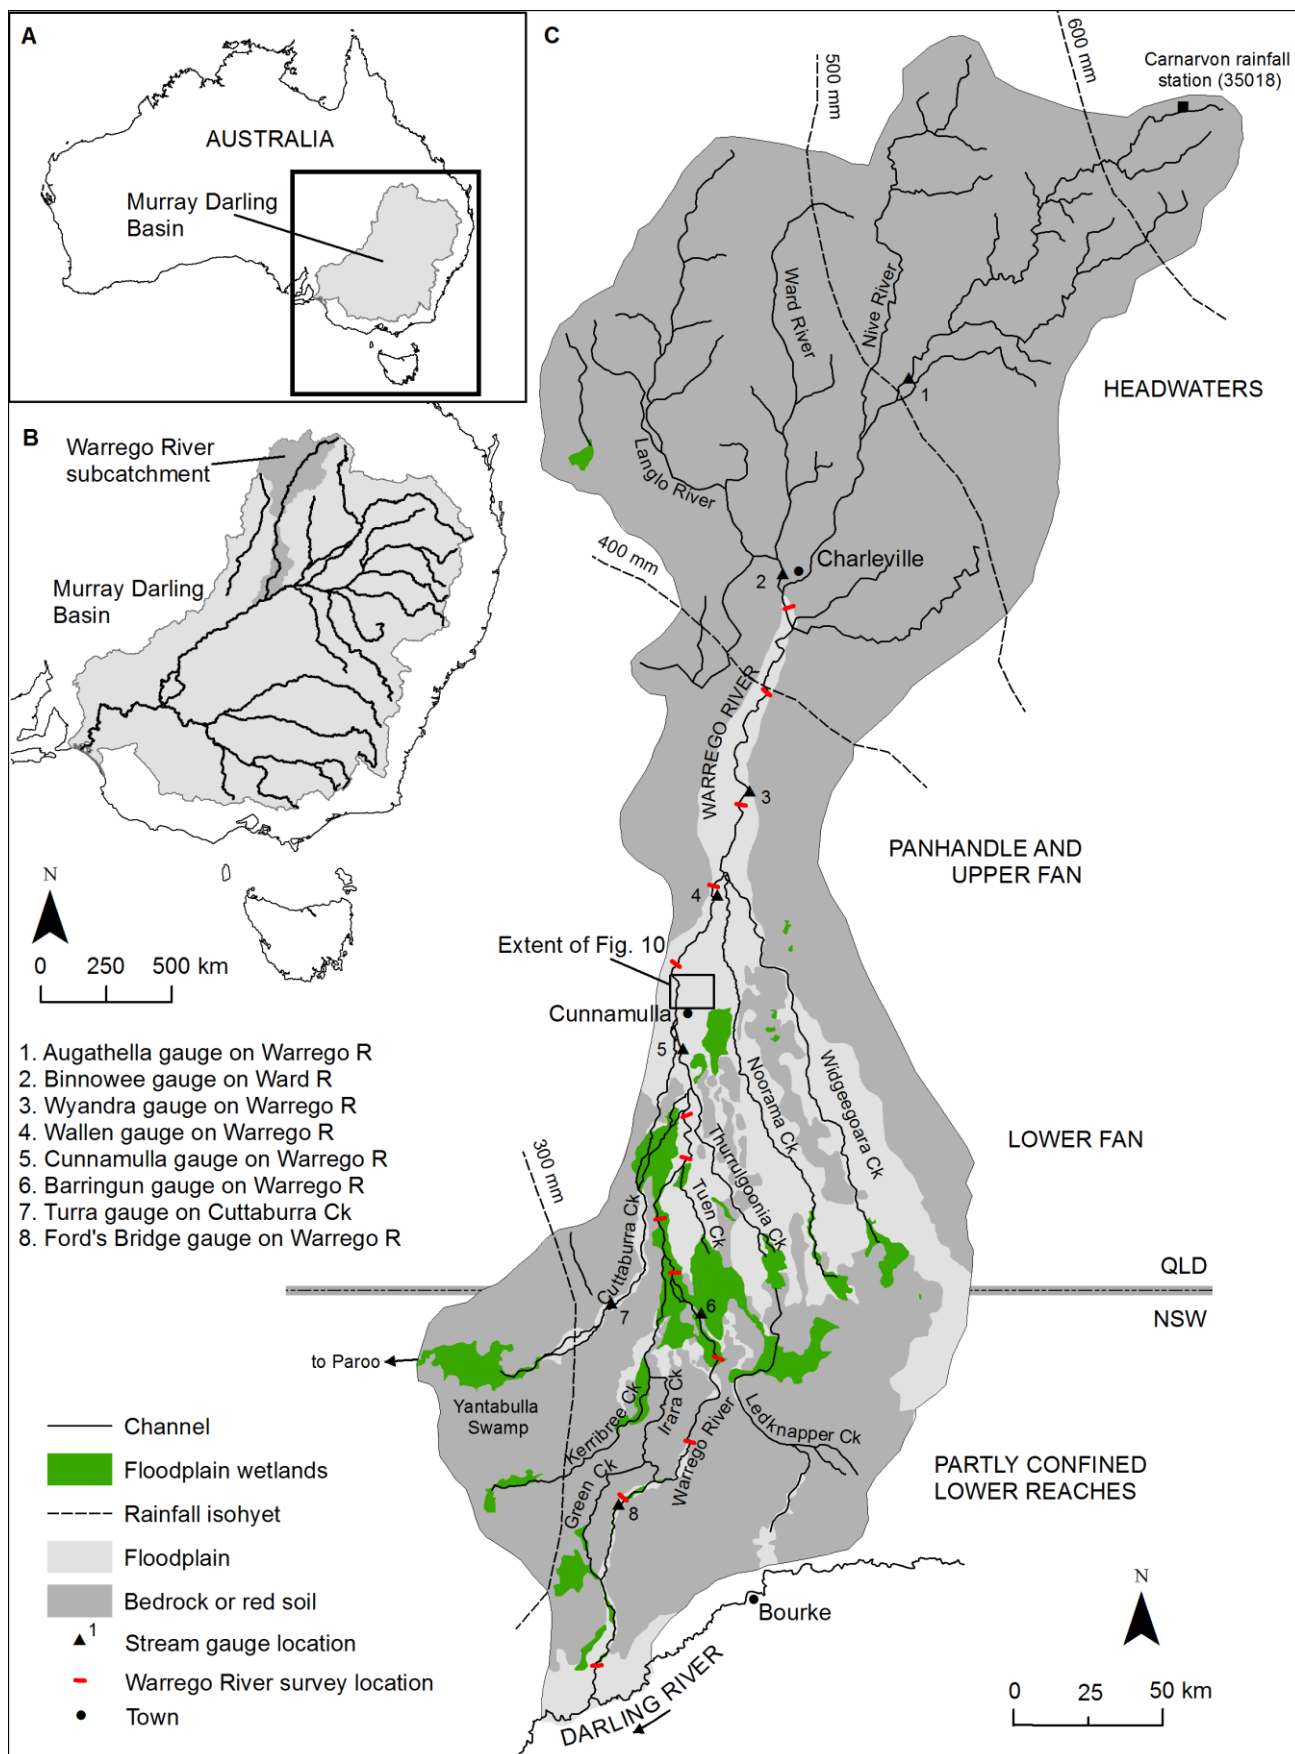 A
AUSTRALIA
Murray Darling
Basin
B
Warrego River
subcatchment
Murray Darling
Basin
N
0 250 500 km
1. Augathella gauge on Warrego R
2. Binnowee gauge on Ward R
3. Wyandra gauge on Warrego R
4. Wallen gauge on Warrego R
5. Cunnamulla gauge on Warrego R
6. Barringun gauge on Warrego R
7. Turra gauge on Cuttaburra Ck
8. Ford's Bridge gauge on Warrego R
Channel
Floodplain wetlands
Rainfall isohyet
Floodplain
Bedrock or red soil
1
Stream gauge location
Warrego River survey location
Town
C
600 mm
500 mm
Carnarvon rainfall
station (35018)
Ward River
Nive River
1
HEADWATERS
Langlo River
400 mm
2
Charleville
WARREGO RIVER
3
PANHANDLE AND
UPPER FAN
4
Extent of Fig. 10
Cunnamulla
5
Noorama Ck
Widgeegoara Ck
LOWER FAN
300 mm
Thurrulgoonia Ck
Tuen Ck
Cuttaburra Ck
QLD
NSW
6
7
to Paroo
Yantabulla
Swamp
Kerribree Ck
Irara Ck
Warrego River
Ledknapper Ck
Green Ck
PARTLY CONFINED
LOWER REACHES
8
Bourke
DARLING RIVER
N
0 25 50 km